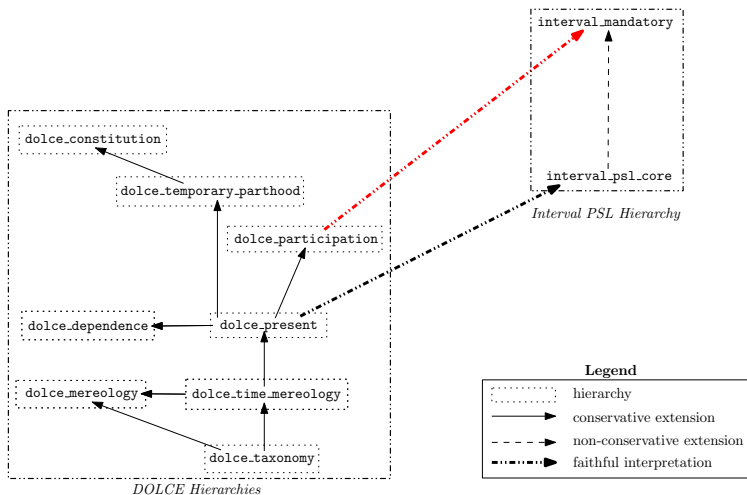 interval_mandatory
dolce_constitution
interval_psl_core
dolce_temporary_parthood
Interval PSL Hierarchy
dolce_participation
dolce_dependence
dolce_present
Legend
dolce_mereology
dolce_time_mereology
hierarchy
conservative extension
non-conservative extension
dolce_taxonomy
faithful interpretation
DOLCE Hierarchies